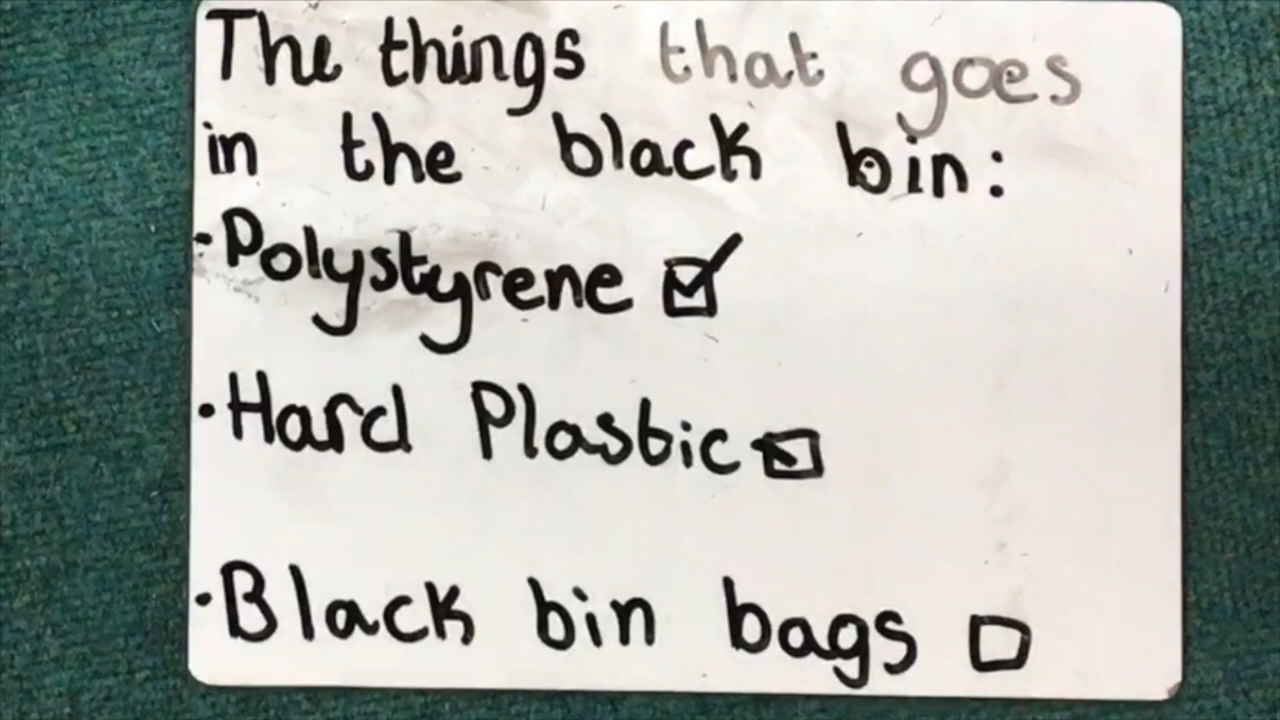 The things that goes
in the black bin:
·Polystyrene ☑
·Hard Plastic ☑
·Black bin bags ☐